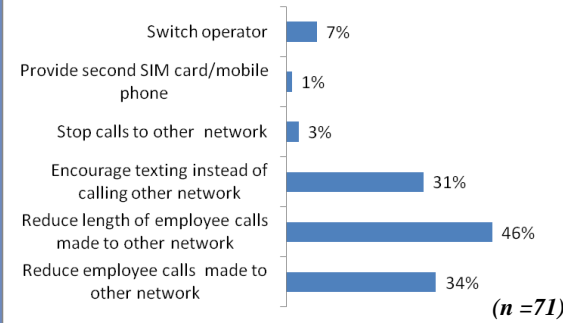 Switch operator
7%
Provide second SIM card/mobile
phone
1%
Stop calls to other network
3%
Encourage texting instead of
calling other network
31%
Reduce length of employee calls
made to other network
46%
Reduce employee calls made to
other network
34%
(n =71)